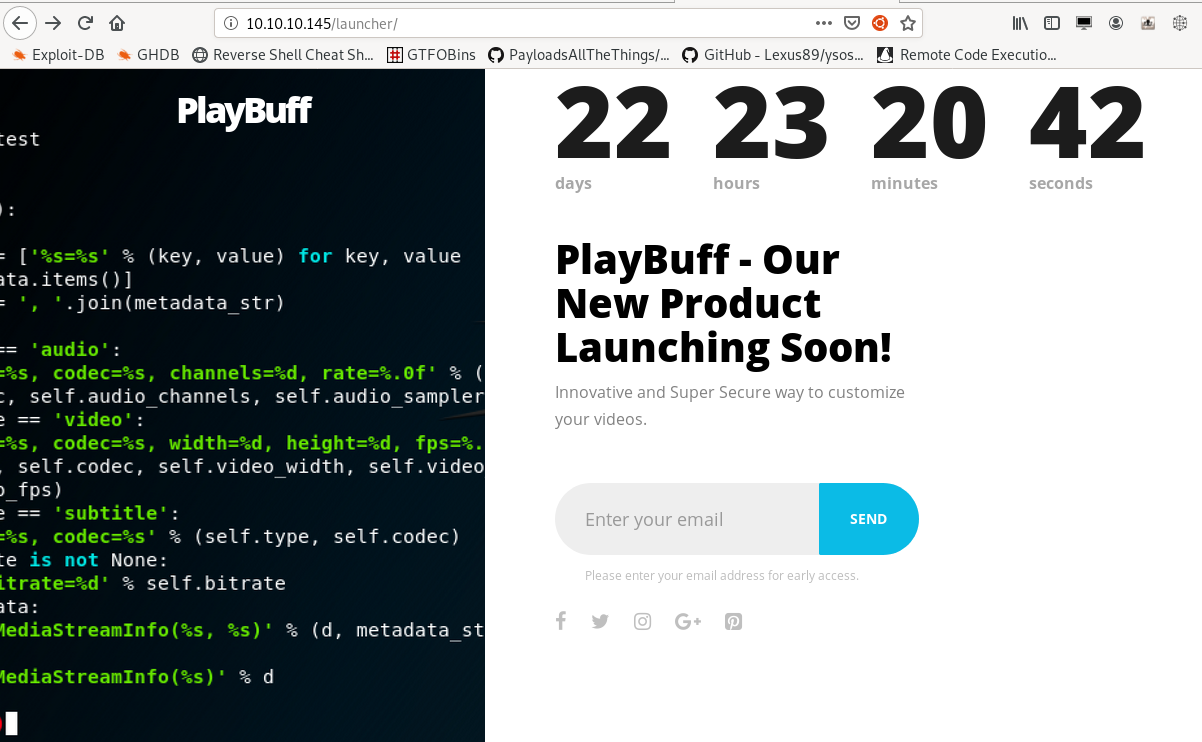 10.10.10.145/launcher/
Exploit-DB GHDB Reverse Shell Cheat Sh... GTFOBins PayloadsAllTheThings/... GitHub - Lexus89/ysos... Remote Code Executio...
PlayBuff
test
):
= ['%s=%s' % (key, value) for key, value
ata.items()]
= ', '.join(metadata_str)
== 'audio':
=%s, codec=%s, channels=%d, rate=%.0f' % (
c, self.audio_channels, self.audio_sampler
e == 'video':
=%s, codec=%s, width=%d, height=%d, fps=%.
, self.codec, self.video_width, self.video
o_fps)
e == 'subtitle':
=%s, codec=%s' % (self.type, self.codec)
te is not None:
itrate=%d' % self.bitrate
ata:
MediaStreamInfo(%s, %s)' % (d, metadata_st
MediaStreamInfo(%s)' % d
22 23 20 42
days hours minutes seconds
PlayBuff - Our
New Product
Launching Soon!
Innovative and Super Secure way to customize
your videos.
Enter your email SEND
Please enter your email address for early access.